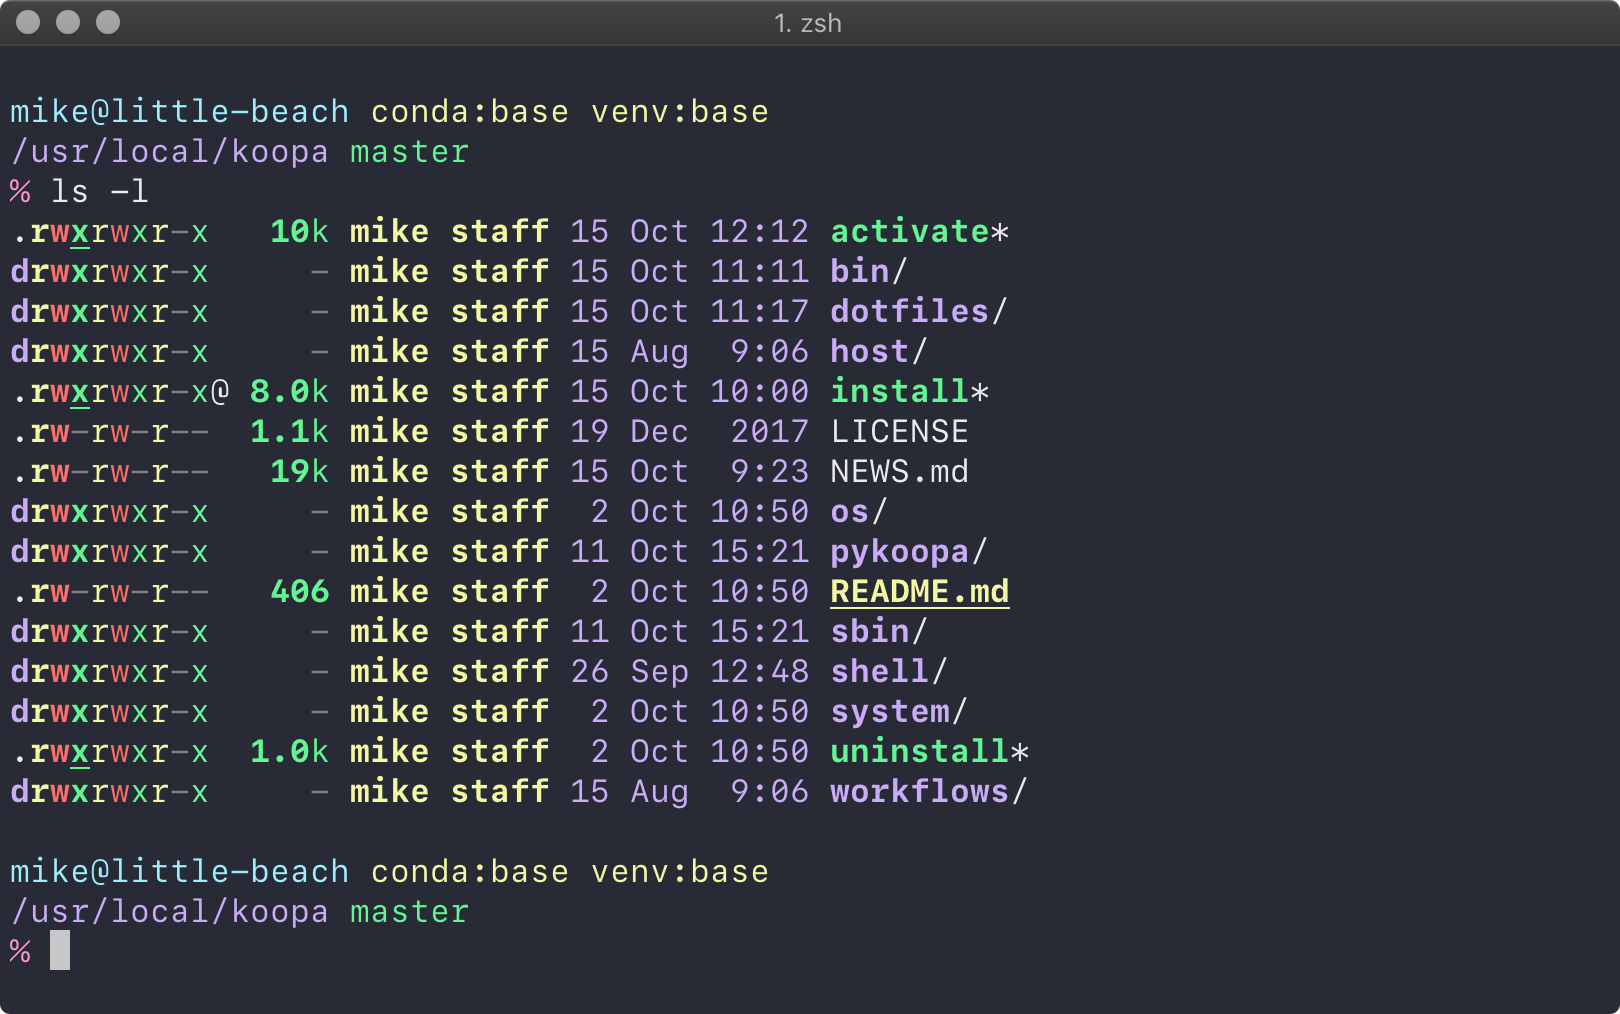 1. zsh
mike@little-beach conda:base venv:base
/usr/local/koopa master
% ls -l
.rwxrwxr-x   10k mike staff 15 Oct 12:12 activate*
drwxrwxr-x     - mike staff 15 Oct 11:11 bin/
drwxrwxr-x     - mike staff 15 Oct 11:17 dotfiles/
drwxrwxr-x     - mike staff 15 Aug  9:06 host/
.rwxrwxr-x@ 8.0k mike staff 15 Oct 10:00 install*
.rw-rw-r--  1.1k mike staff 19 Dec  2017 LICENSE
.rw-rw-r--   19k mike staff 15 Oct  9:23 NEWS.md
drwxrwxr-x     - mike staff  2 Oct 10:50 os/
drwxrwxr-x     - mike staff 11 Oct 15:21 pykoopa/
.rw-rw-r--   406 mike staff  2 Oct 10:50 README.md
drwxrwxr-x     - mike staff 11 Oct 15:21 sbin/
drwxrwxr-x     - mike staff 26 Sep 12:48 shell/
drwxrwxr-x     - mike staff  2 Oct 10:50 system/
.rwxrwxr-x  1.0k mike staff  2 Oct 10:50 uninstall*
drwxrwxr-x     - mike staff 15 Aug  9:06 workflows/
mike@little-beach conda:base venv:base
/usr/local/koopa master
%